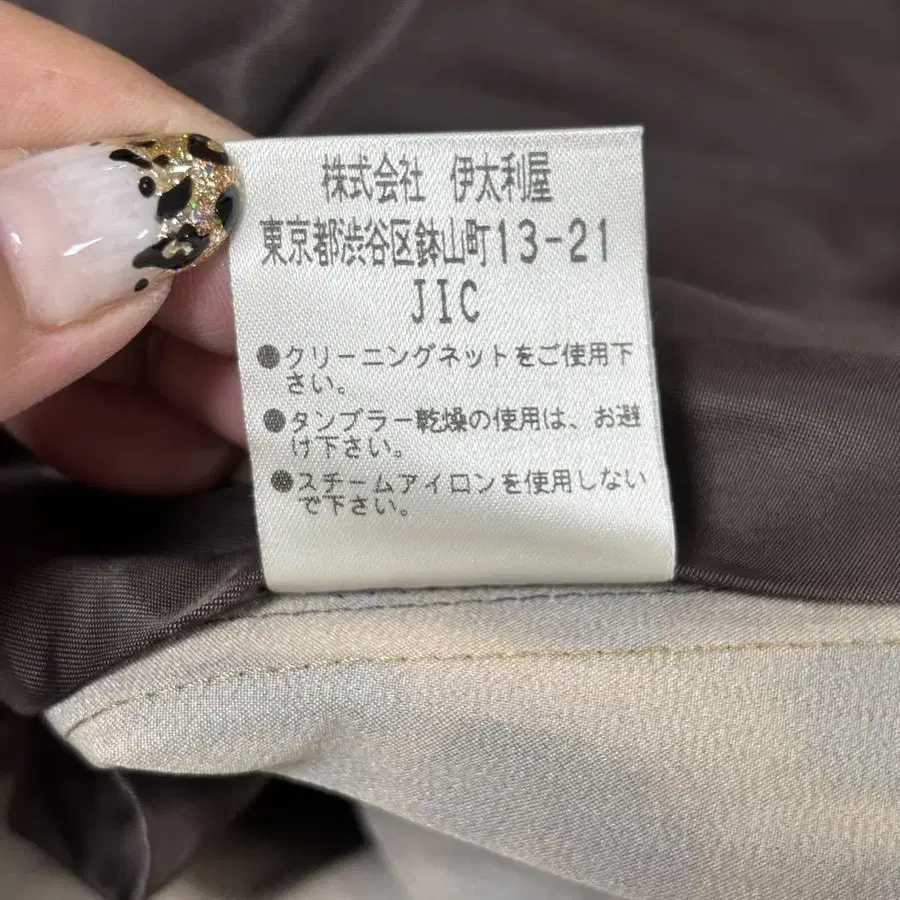 株式会社 伊太利屋
東京都渋谷区鉢山町13-21
JIC
●クリーニングネットをご使用下
さい。
●タンブラー乾燥の使用は、お避
け下さい。
●スチームアイロンを使用しない
で下さい。